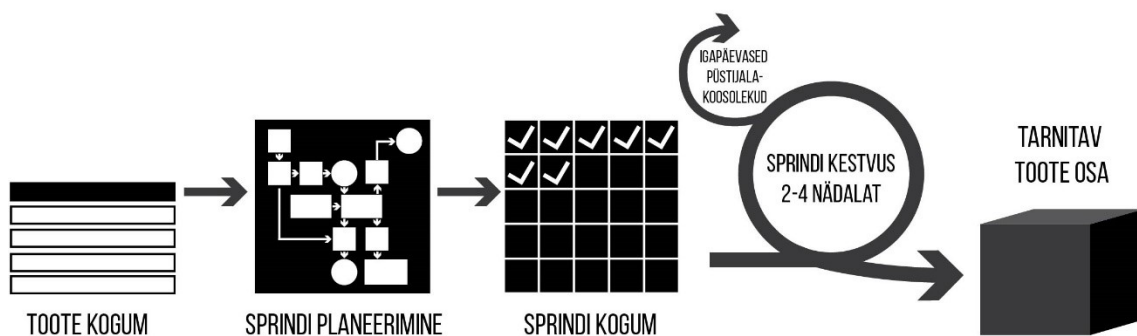 TOOTE KOGUM
SPRINDI PLANEERIMINE
SPRINDI KOGUM
IGAPÄEVASED
PÜSTIJALA-
KOOSOLEKUD
SPRINDI KESTVUS
2-4 NÄDALAT
TARNITAV
TOOTE OSA